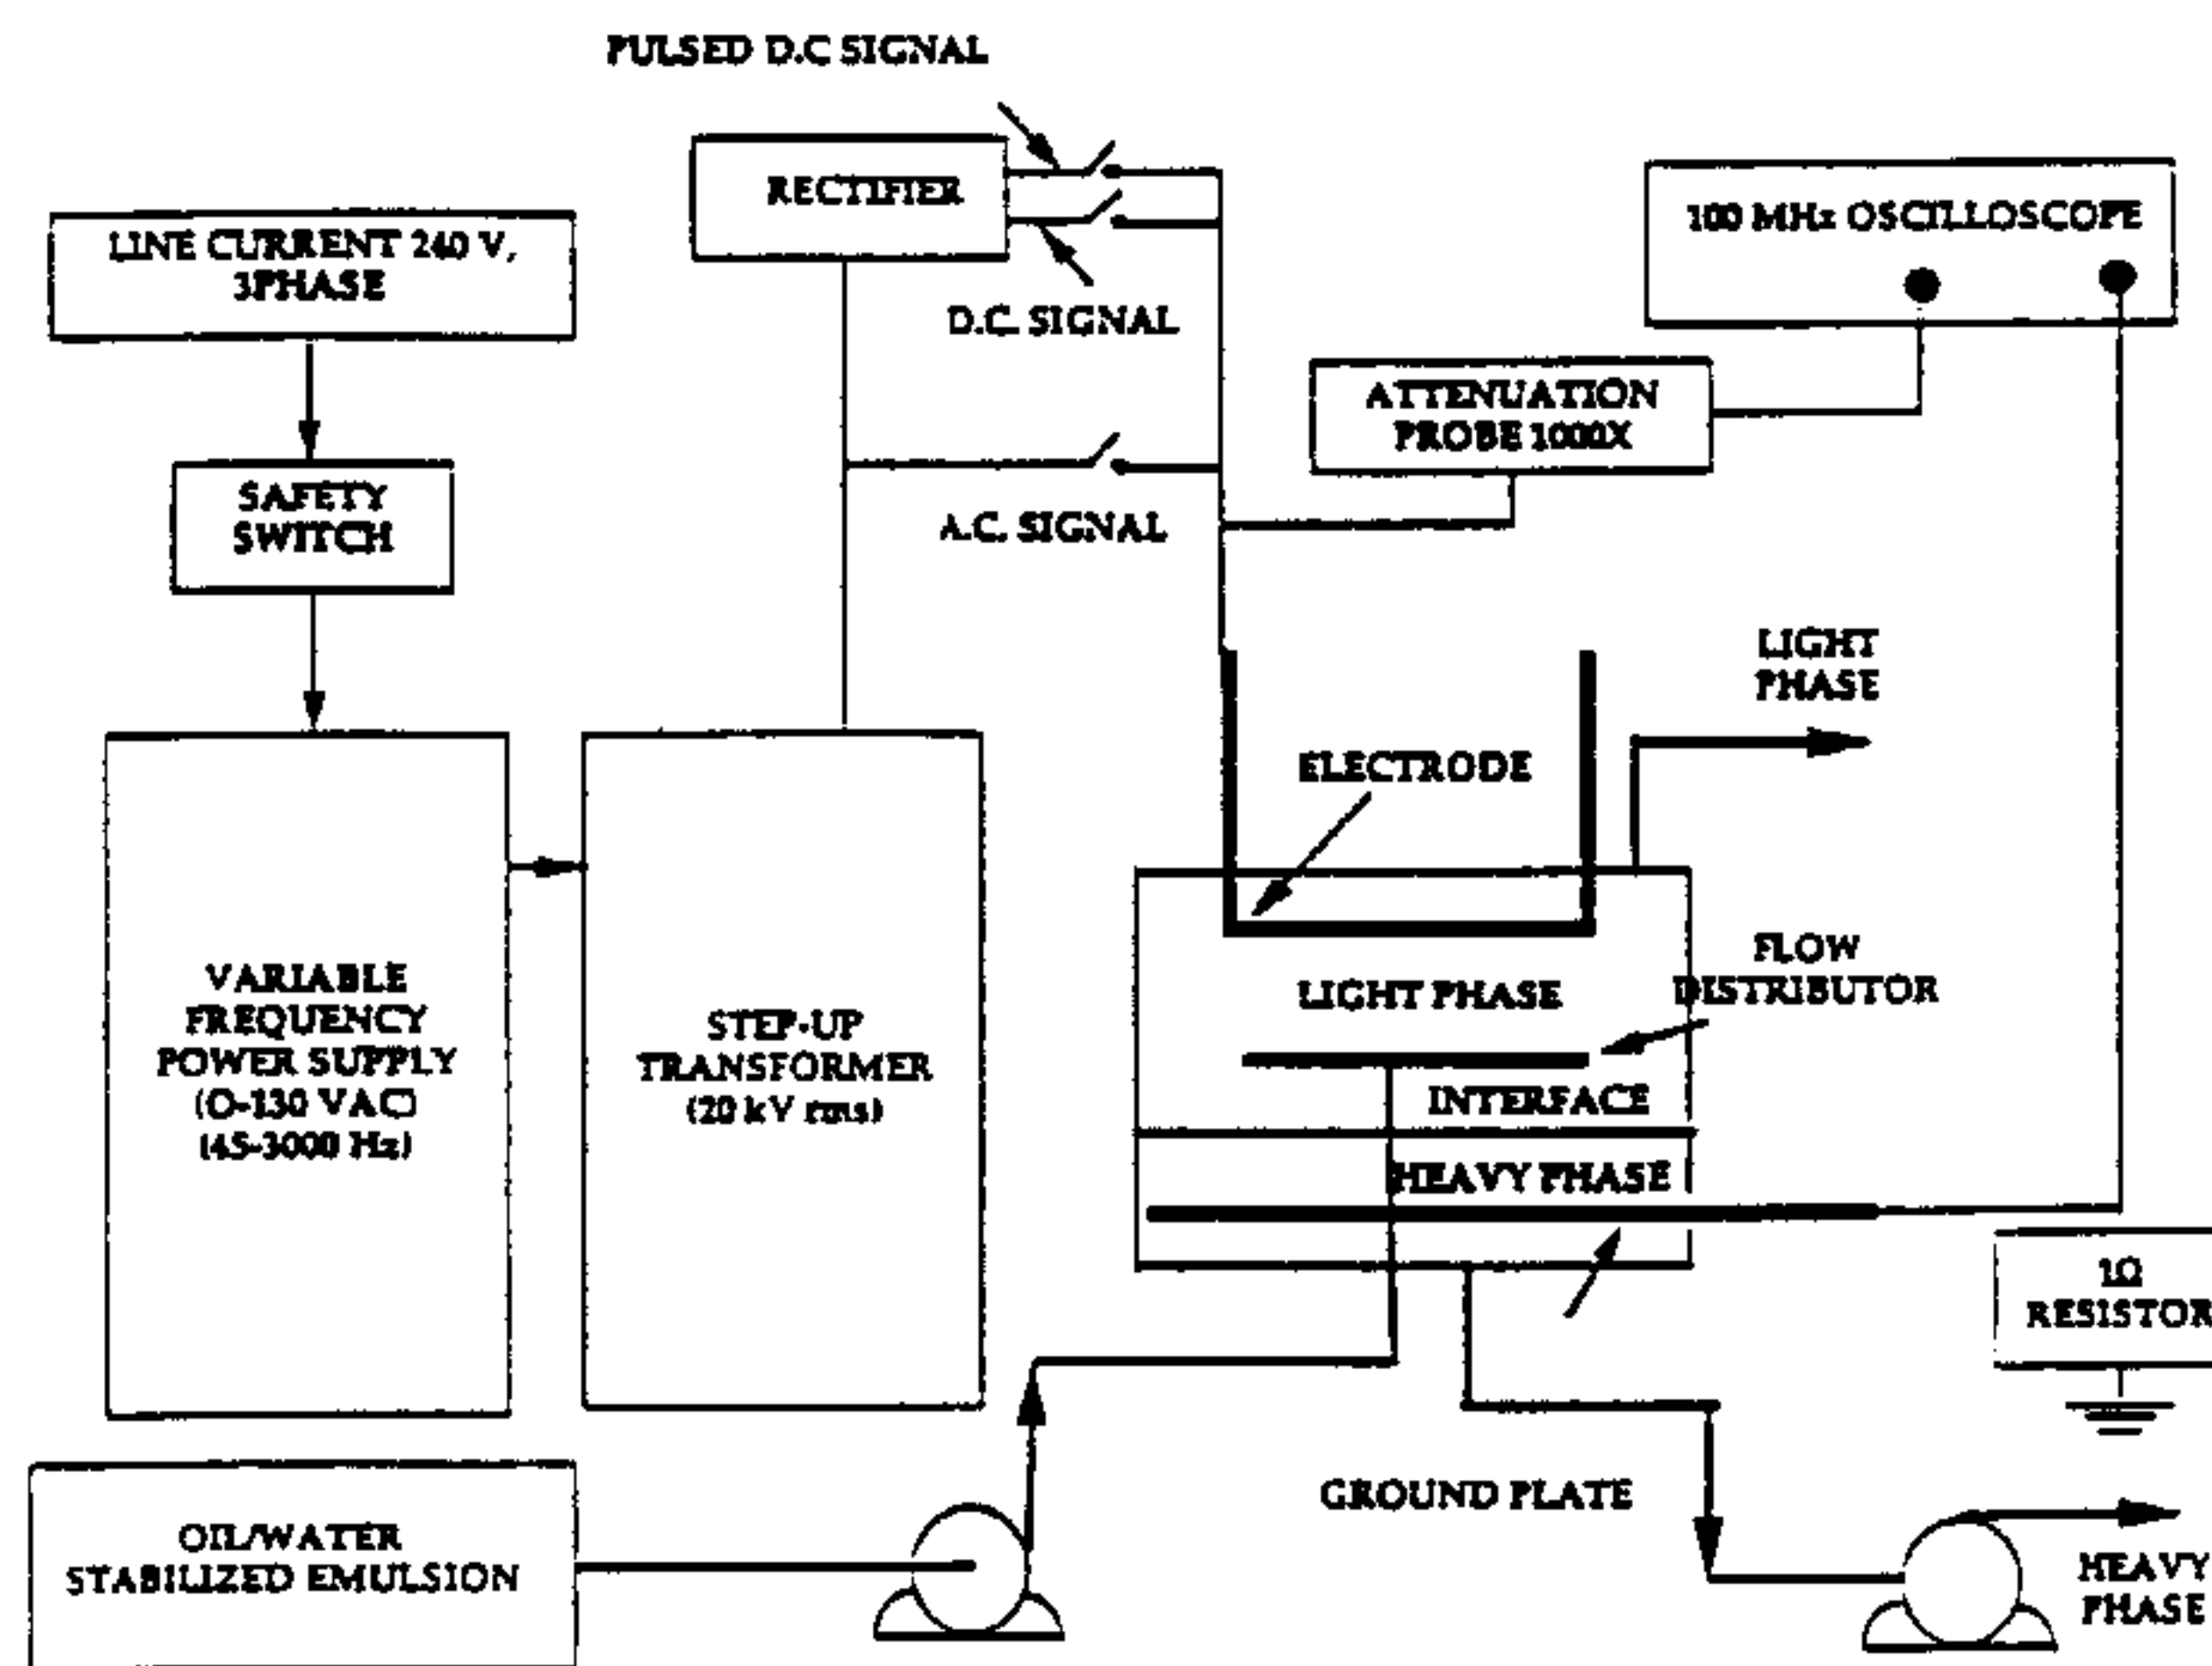 PULSED D.C SIGNAL
RECTIFIER
LINE CURRENT 240 V,
3PHASE
100 MHz OSCILLOSCOPE
D.C. SIGNAL
ATTENUATION
PROBE 1000X
SAFETY
SWITCH
A.C. SIGNAL
LIGHT
PHASE
ELECTRODE
FLOW
DISTRIBUTOR
LIGHT PHASE
VARIABLE
FREQUENCY
POWER SUPPLY
(O-130 VAC)
(45-3000 Hz)
STEP-UP
TRANSFORMER
(20 kV rms)
INTERFACE
HEAVY PHASE
1Ω
RESISTOR
GROUND PLATE
OIL/WATER
STABILIZED EMULSION
HEAVY
PHASE